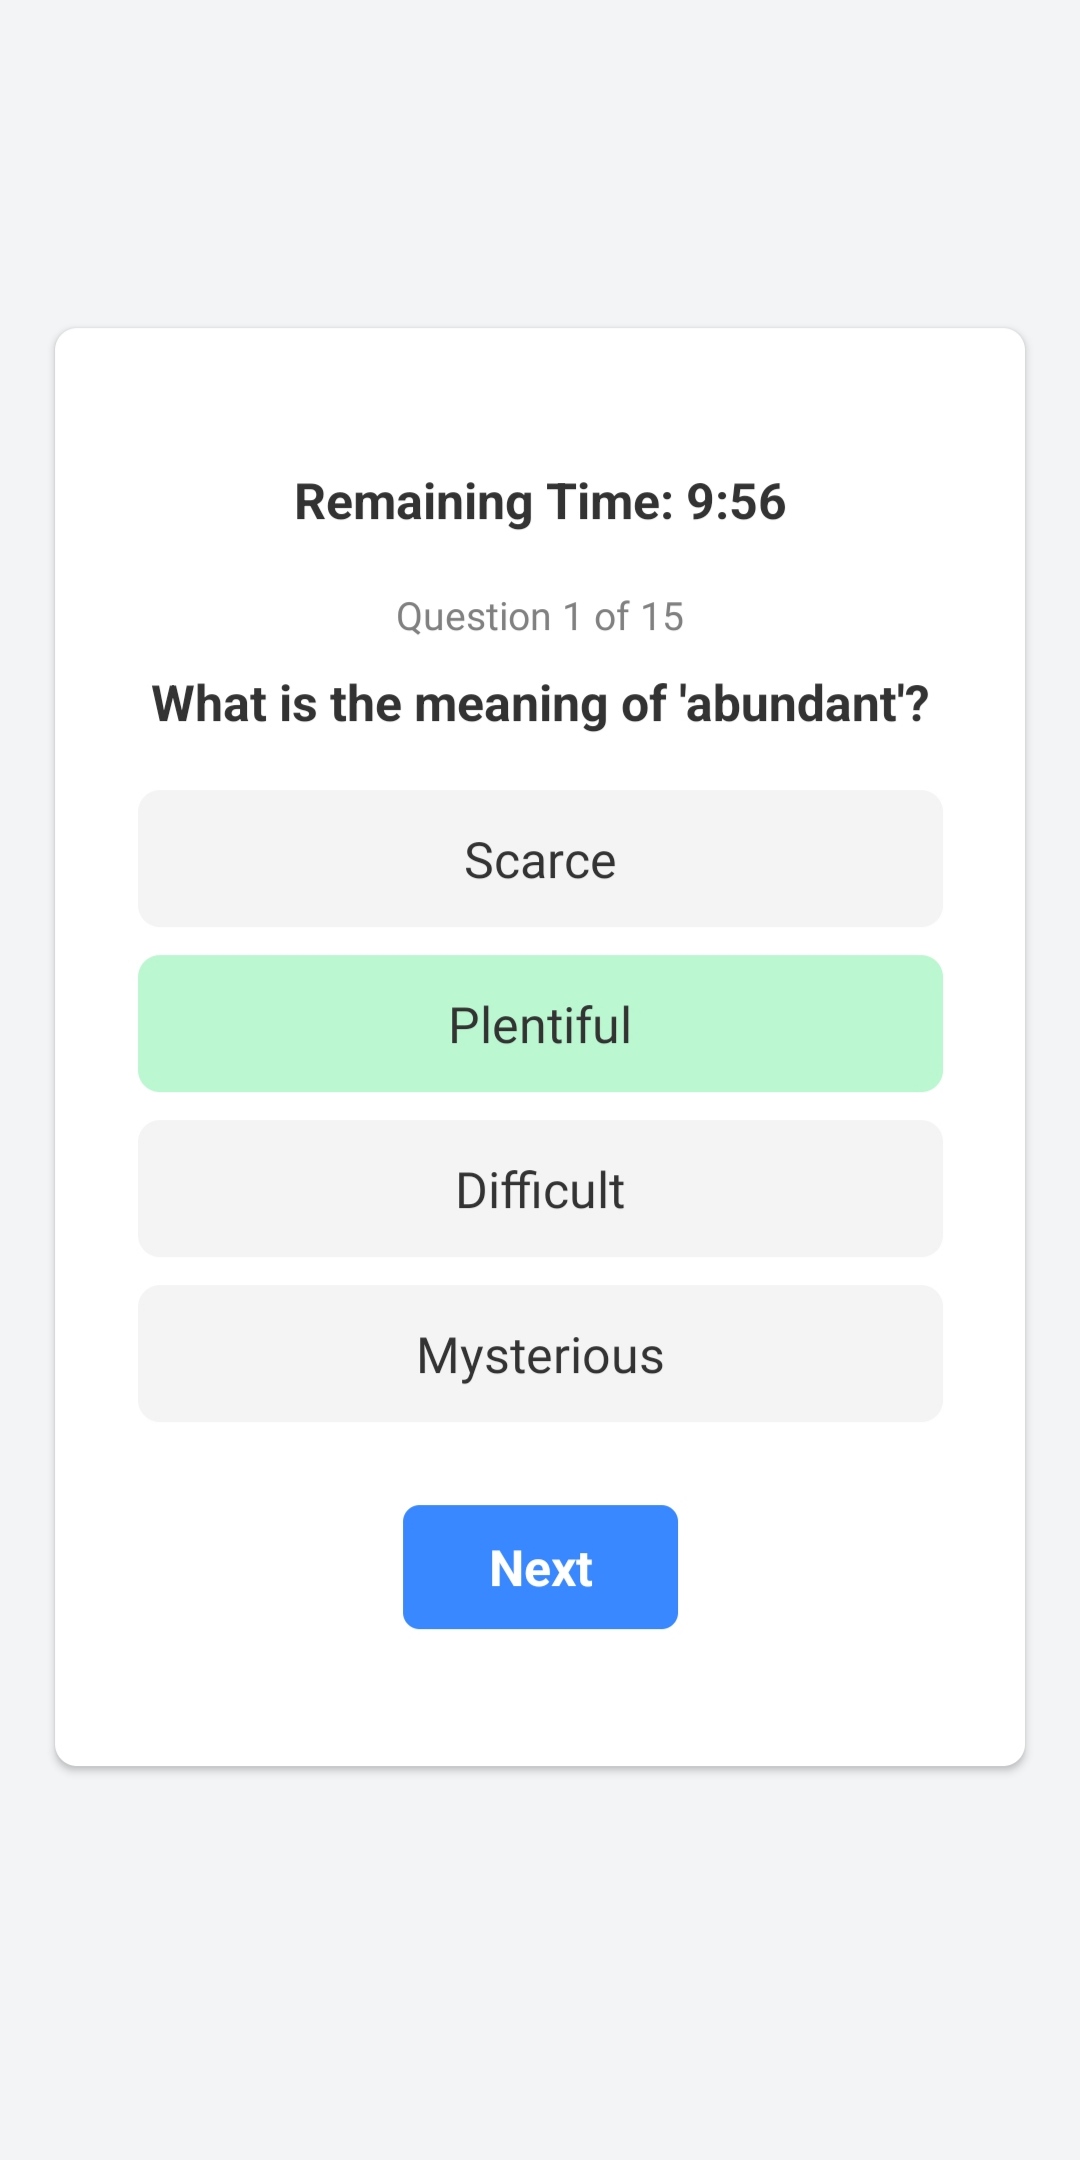 Remaining Time: 9:56
Question 1 of 15
What is the meaning of 'abundant'?
Scarce
Plentiful
Difficult
Mysterious
Next